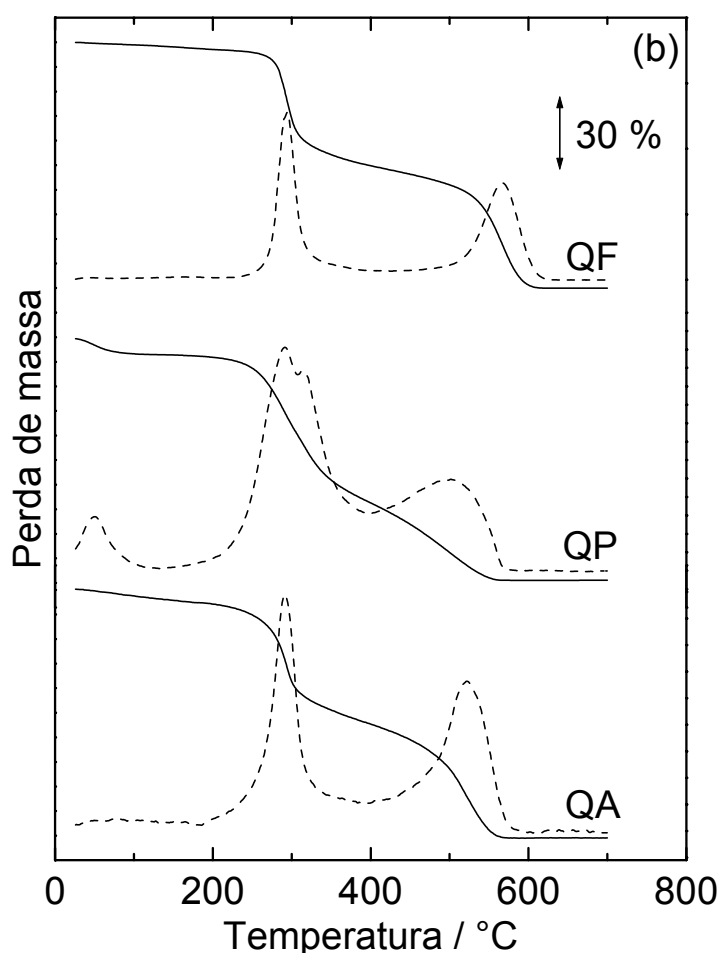 (b)
30 %
QF
QP
QA
Perda de massa
0 200 400 600 800
Temperatura / °C